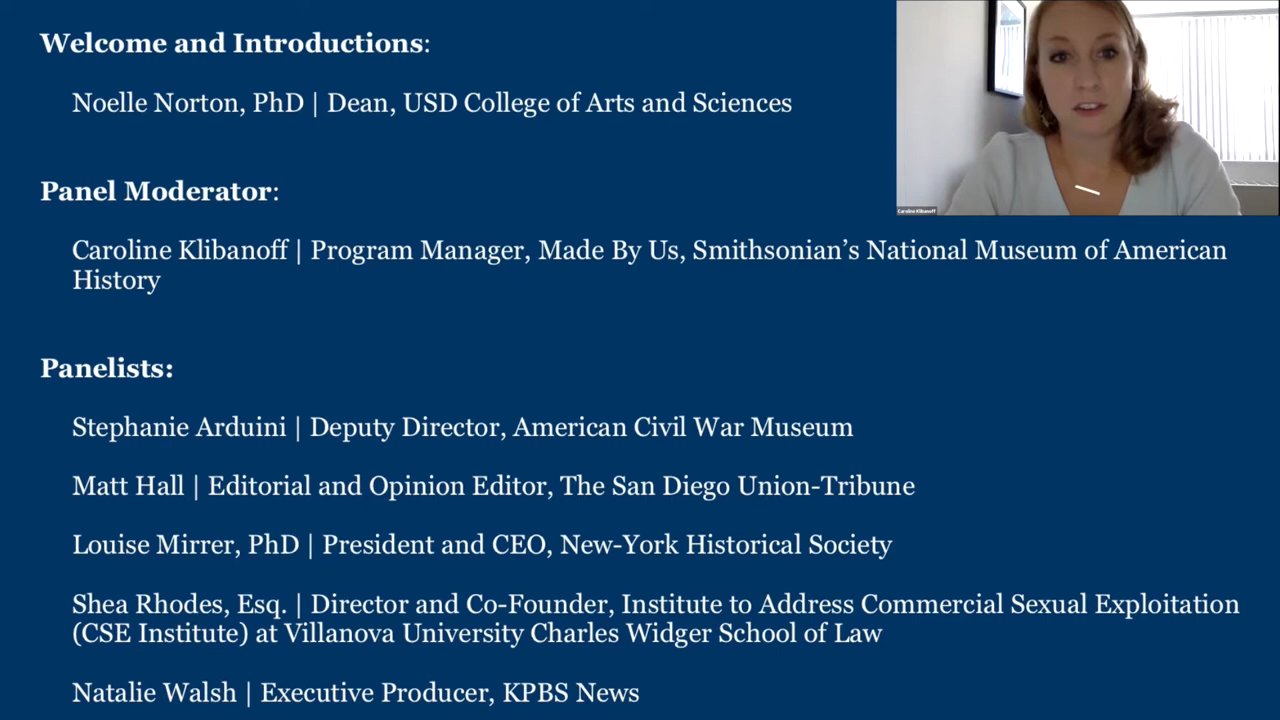 Welcome and Introductions:
Noelle Norton, PhD | Dean, USD College of Arts and Sciences
Caroline Klibanoff
Panel Moderator:
Caroline Klibanoff | Program Manager, Made By Us, Smithsonian’s National Museum of American
History
Panelists:
Stephanie Arduini | Deputy Director, American Civil War Museum
Matt Hall | Editorial and Opinion Editor, The San Diego Union-Tribune
Louise Mirrer, PhD | President and CEO, New-York Historical Society
Shea Rhodes, Esq. | Director and Co-Founder, Institute to Address Commercial Sexual Exploitation
(CSE Institute) at Villanova University Charles Widger School of Law
Natalie Walsh | Executive Producer, KPBS News